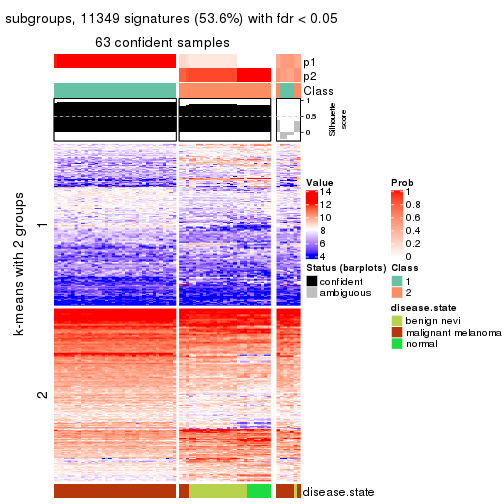 subgroups, 11349 signatures (53.6%) with fdr < 0.05
63 confident samples
p1
p2
Class
1
0.5
0
Silhouette
score
k-means with 2 groups
1
2
Value
14
12
10
8
6
4
Prob
1
0.8
0.6
0.4
0.2
0
Status (barplots)
confident
ambiguous
Class
1
2
disease.state
benign nevi
malignant melanoma
normal
disease.state